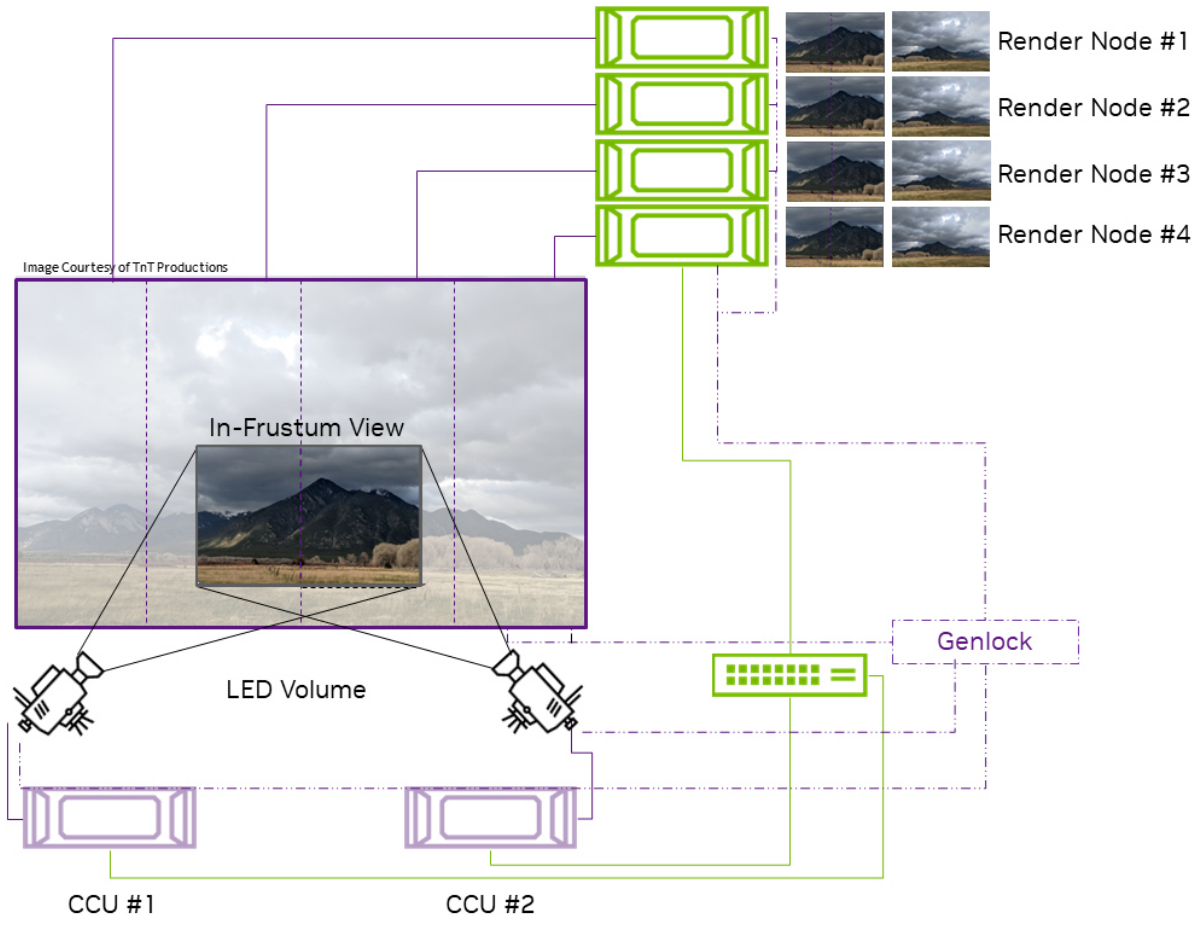 Render Node #1
Render Node #2
Render Node #3
Render Node #4
Image Courtesy of TnT Productions
In-Frustum View
Genlock
LED Volume
CCU #1
CCU #2